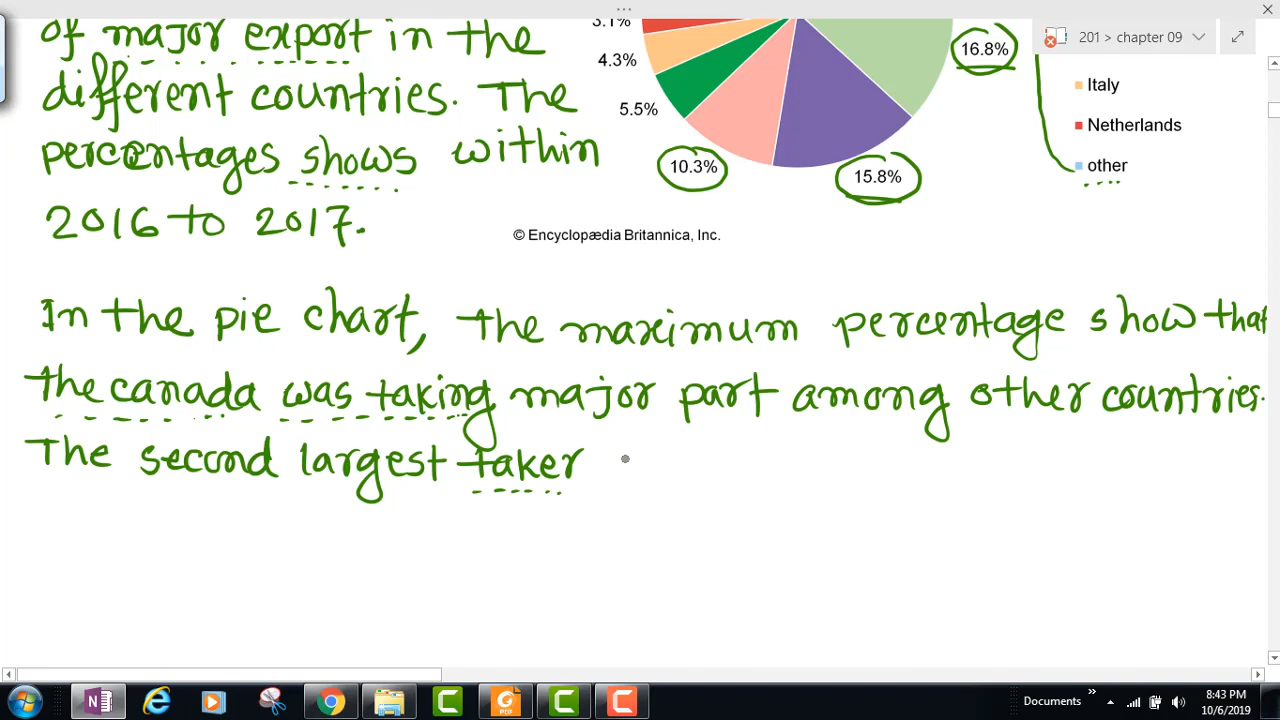 of major export in the
different countries. The
percentages shows within
2016 to 2017.
3.1%
4.3%
5.5%
10.3%
15.8%
16.8%
201 > chapter 09
Italy
Netherlands
other
© Encyclopædia Britannica, Inc.
In the pie chart, the maximum percentage show that
the canada was taking major part among other countries.
The second largest taker
Documents
8:43 PM
10/6/2019